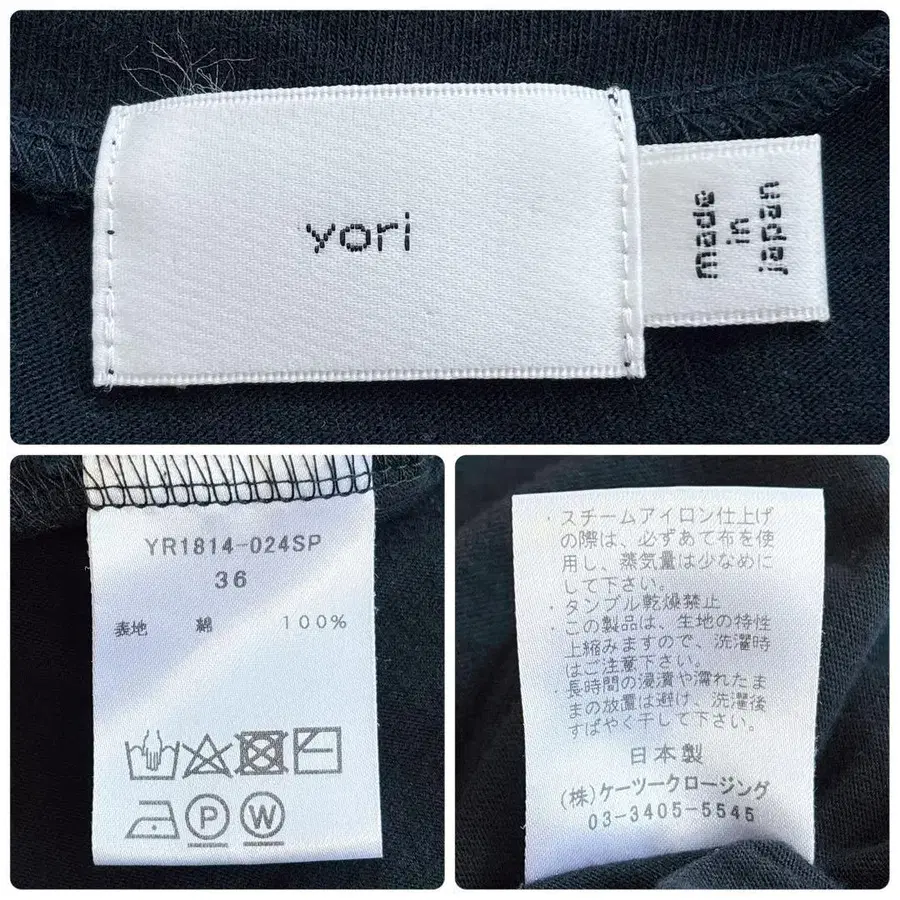 yori
made
in
japan
YR1814-024SP
36
表地 綿 100%
P W
・スチームアイロン仕上げ
の際は、必ずあて布を使
用し、蒸気量は少なめに
して下さい。
・タンブル乾燥禁止
・この製品は、生地の特性
上縮みますので、洗濯時
はご注意下さい。
・長時間の浸漬や濡れたま
まの放置は避け、洗濯後
すばやく干して下さい。
日本製
(株)ケーツークロージング
03-3405-5545